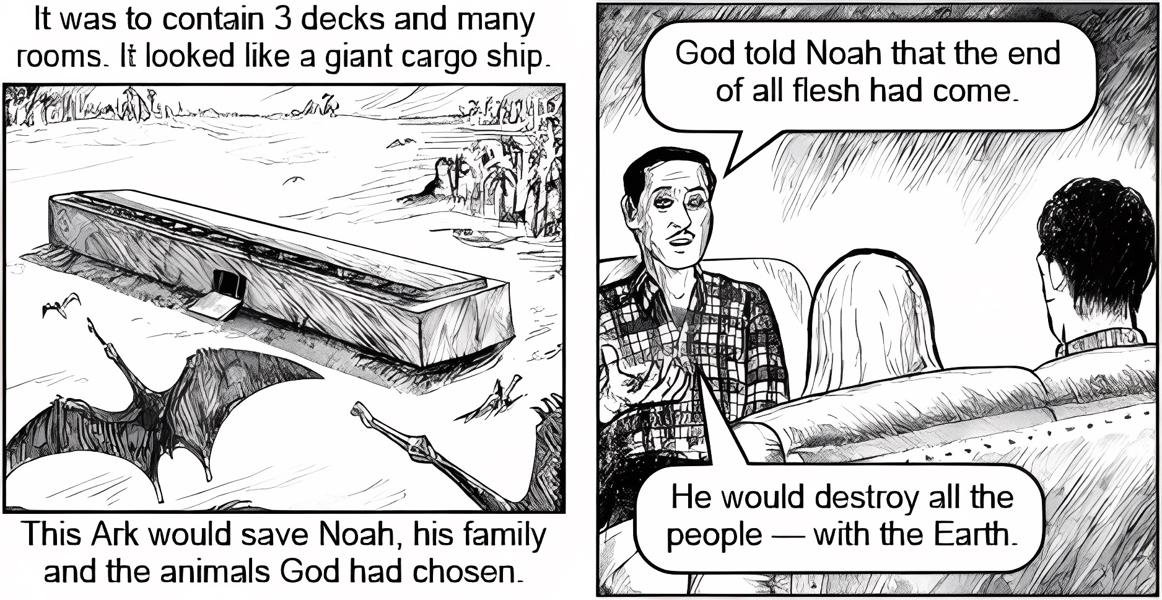 It was to contain 3 decks and many
rooms. It looked like a giant cargo ship.
This Ark would save Noah, his family
and the animals God had chosen.
God told Noah that the end
of all flesh had come.
He would destroy all the
people — with the Earth.